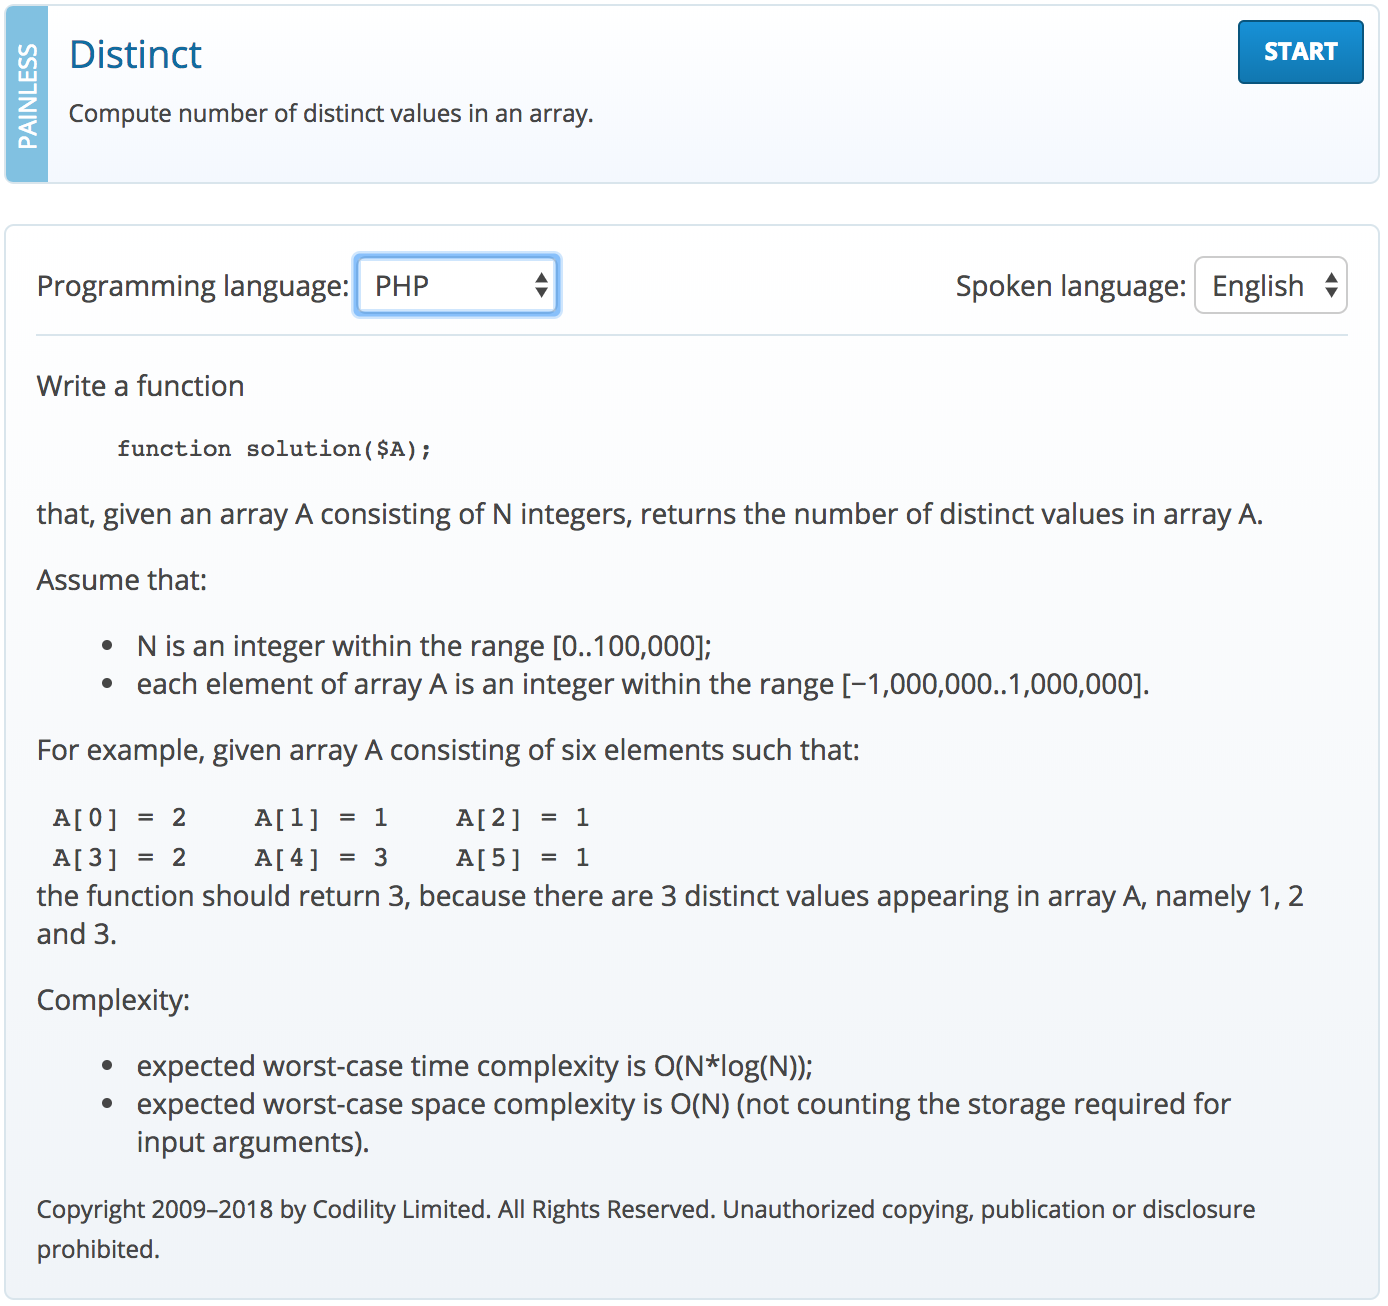 PAINLESS
Distinct
START
Compute number of distinct values in an array.
Programming language: PHP
Spoken language: English
Write a function
function solution($A);
that, given an array A consisting of N integers, returns the number of distinct values in array A.
Assume that:
• N is an integer within the range [0..100,000];
• each element of array A is an integer within the range [−1,000,000..1,000,000].
For example, given array A consisting of six elements such that:
A[0] = 2    A[1] = 1    A[2] = 1
A[3] = 2    A[4] = 3    A[5] = 1
the function should return 3, because there are 3 distinct values appearing in array A, namely 1, 2
and 3.
Complexity:
• expected worst-case time complexity is O(N*log(N));
• expected worst-case space complexity is O(N) (not counting the storage required for
input arguments).
Copyright 2009–2018 by Codility Limited. All Rights Reserved. Unauthorized copying, publication or disclosure
prohibited.